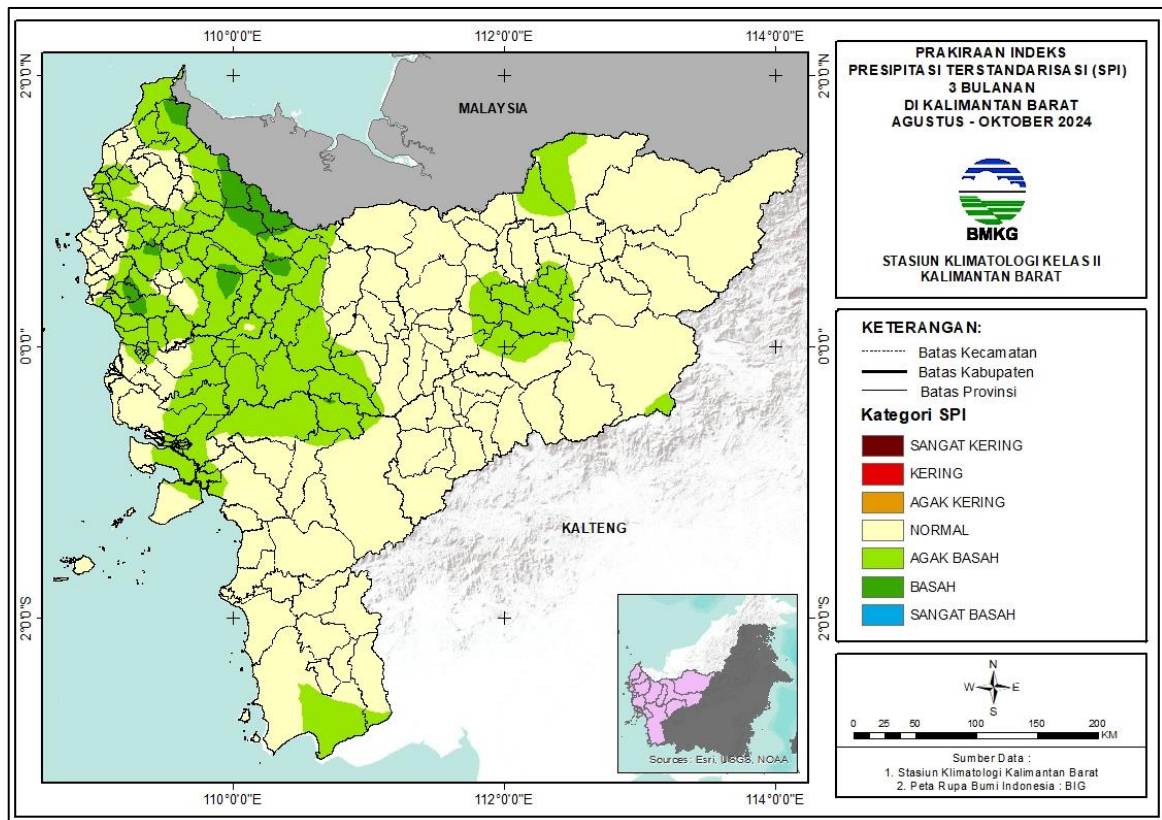 110°0'0"E
112°0'0"E
114°0'0"E
2°0'0"N
0°0'0"
2°0'0"S
2°0'0"N
0°0'0"
2°0'0"S
110°0'0"E
112°0'0"E
114°0'0"E
MALAYSIA
KALTENG
Sources: Esri, USGS, NOAA
PRAKIRAAN INDEKS
PRESIPITASI TERSTANDARISASI (SPI)
3 BULANAN
DI KALIMANTAN BARAT
AGUSTUS - OKTOBER 2024
BMKG
STASIUN KLIMATOLOGI KELAS II
KALIMANTAN BARAT
KETERANGAN:
Batas Kecamatan
Batas Kabupaten
Batas Provinsi
Kategori SPI
SANGAT KERING
KERING
AGAK KERING
NORMAL
AGAK BASAH
BASAH
SANGAT BASAH
N
W E
S
0 25 50 100 150 200
KM
Sumber Data :
1. Stasiun Klimatologi Kalimantan Barat
2. Peta Rupa Bumi Indonesia : BIG